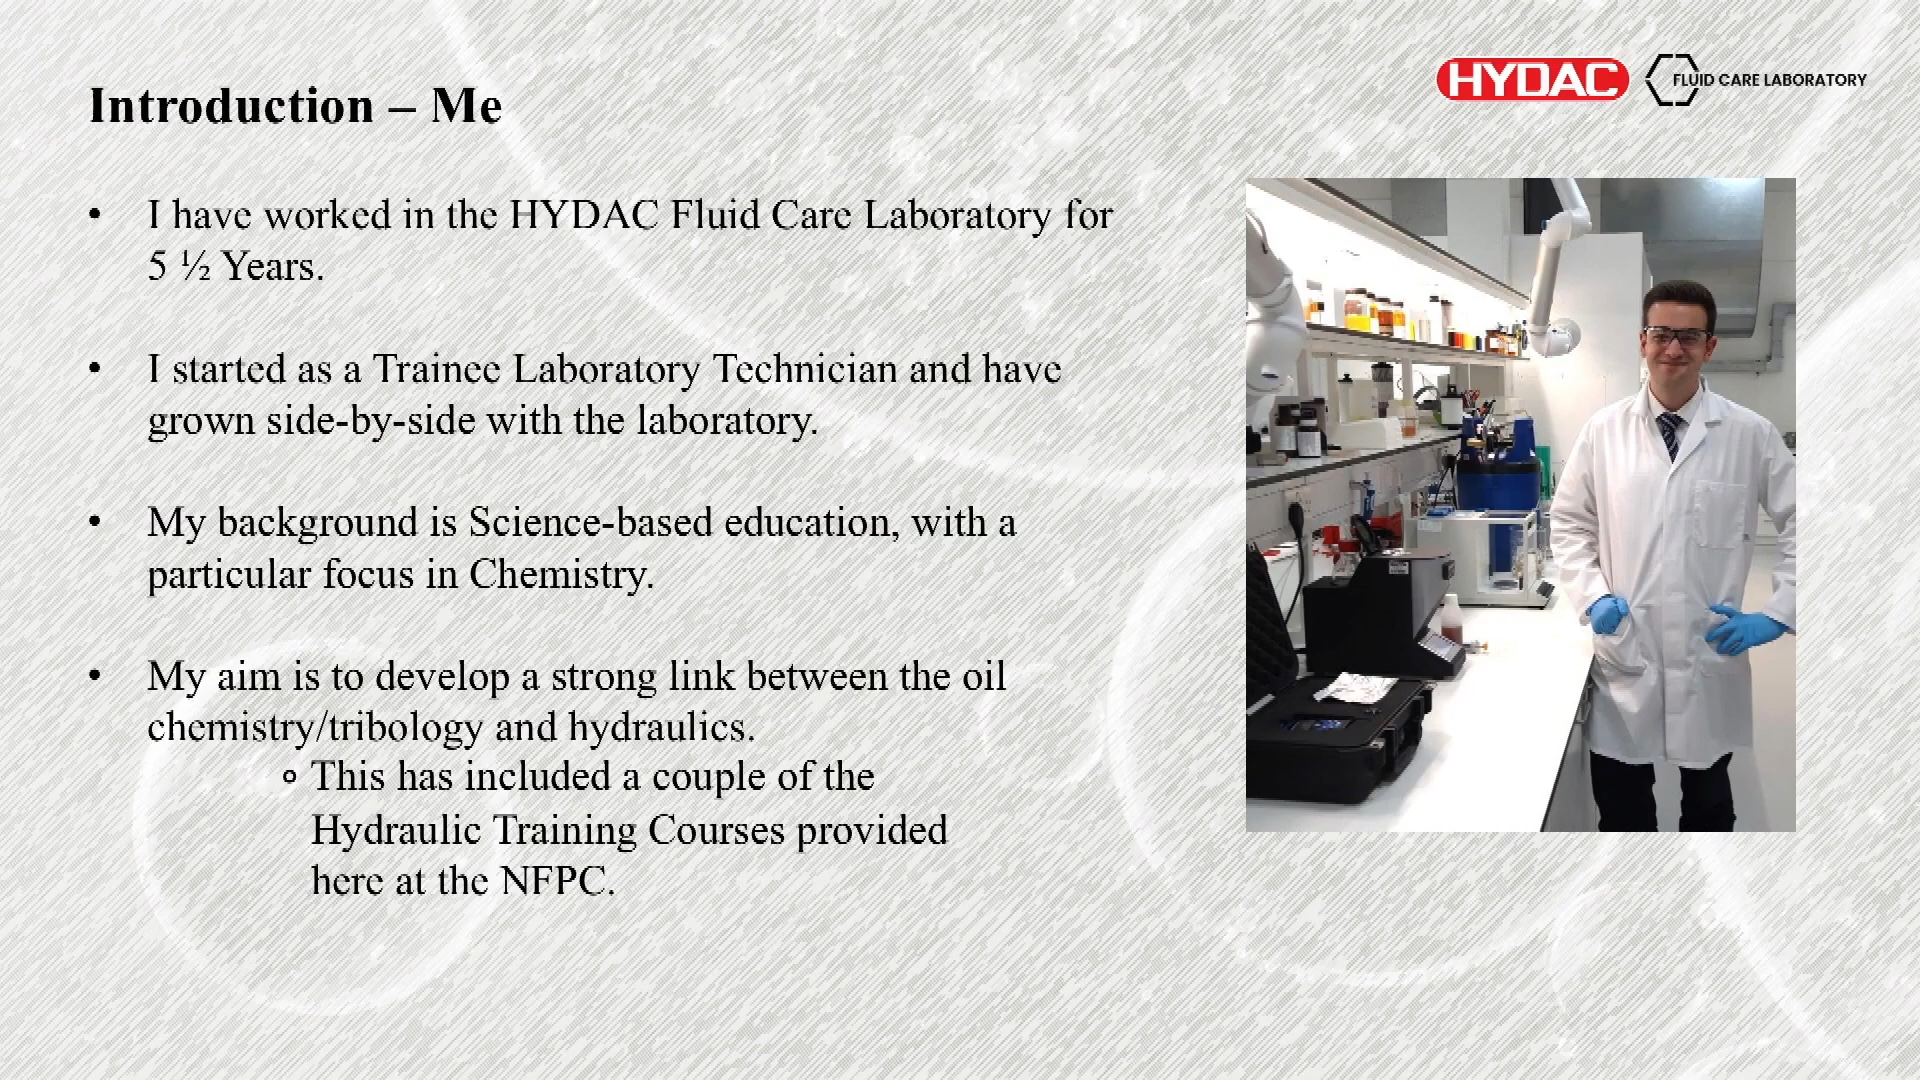 Introduction – Me
HYDAC
FLUID CARE LABORATORY
• I have worked in the HYDAC Fluid Care Laboratory for
5 ½ Years.
• I started as a Trainee Laboratory Technician and have
grown side-by-side with the laboratory.
• My background is Science-based education, with a
particular focus in Chemistry.
• My aim is to develop a strong link between the oil
chemistry/tribology and hydraulics.
○ This has included a couple of the
Hydraulic Training Courses provided
here at the NFPC.